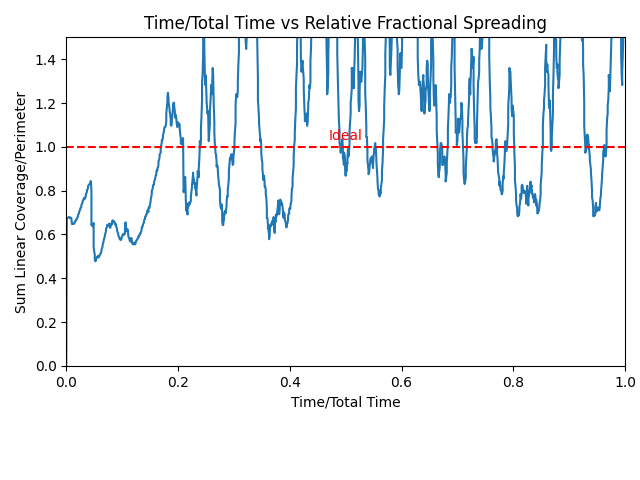 Time/Total Time vs Relative Fractional Spreading
Sum Linear Coverage/Perimeter
1.4
1.2
1.0
0.8
0.6
0.4
0.2
0.0
Ideal
0.0 0.2 0.4 0.6 0.8 1.0
Time/Total Time